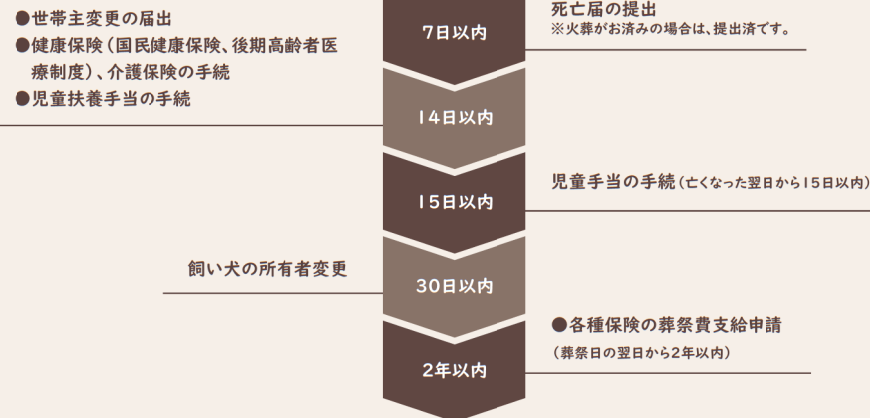 死亡届の提出
※火葬がお済みの場合は、提出済です。
7日以内
●世帯主変更の届出
●健康保険（国民健康保険、後期高齢者医
療制度）、介護保険の手続
●児童扶養手当の手続
14日以内
児童手当の手続（亡くなった翌日から15日以内）
15日以内
飼い犬の所有者変更
30日以内
●各種保険の葬祭費支給申請
（葬祭日の翌日から2年以内）
2年以内